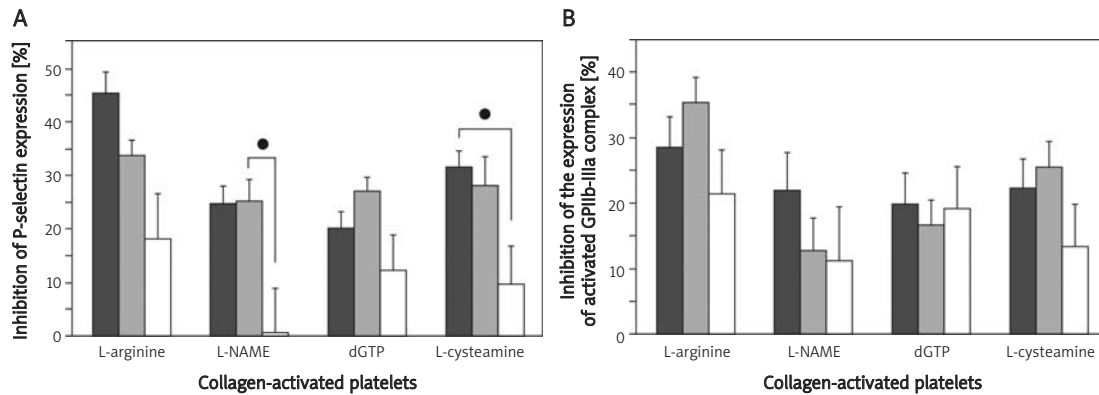 A
Inhibition of P-selectin expression [%]
50
40
30
20
10
0
L-arginine
L-NAME
dGTP
L-cysteamine
Collagen-activated platelets
B
Inhibition of the expression
of activated GPIIb-IIIa complex [%]
40
30
20
10
0
L-arginine
L-NAME
dGTP
L-cysteamine
Collagen-activated platelets